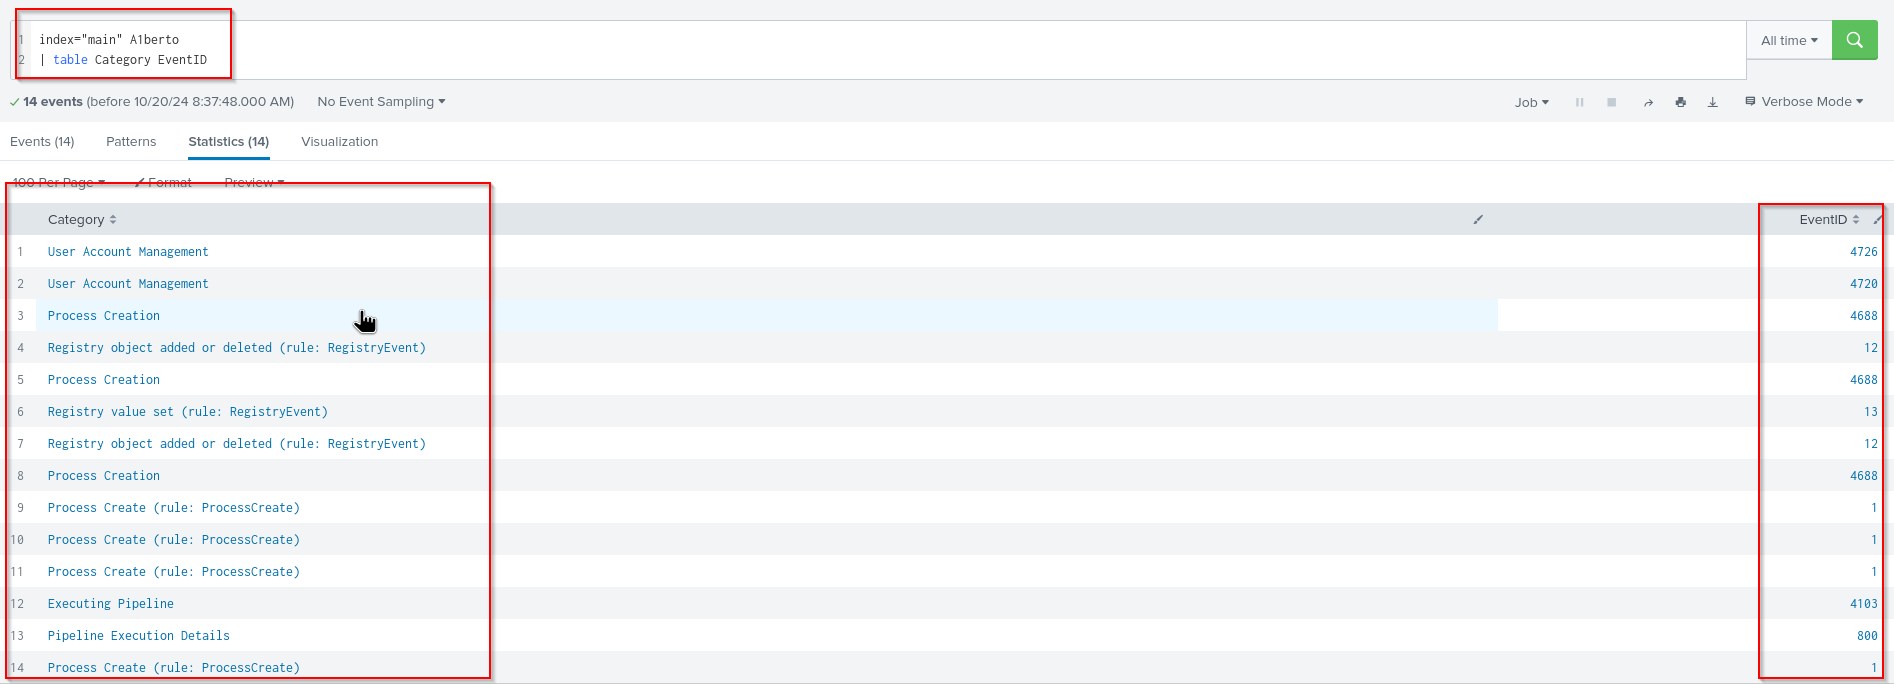 1 index="main" A1berto
2 | table Category EventID
All time
14 events (before 10/20/24 8:37:48.000 AM) No Event Sampling
Job Verbose Mode
Events (14) Patterns Statistics (14) Visualization
100 Per Page Format Preview
Category EventID
1 User Account Management 4726
2 User Account Management 4720
3 Process Creation 4688
4 Registry object added or deleted (rule: RegistryEvent) 12
5 Process Creation 4688
6 Registry value set (rule: RegistryEvent) 13
7 Registry object added or deleted (rule: RegistryEvent) 12
8 Process Creation 4688
9 Process Create (rule: ProcessCreate) 1
10 Process Create (rule: ProcessCreate) 1
11 Process Create (rule: ProcessCreate) 1
12 Executing Pipeline 4103
13 Pipeline Execution Details 800
14 Process Create (rule: ProcessCreate) 1